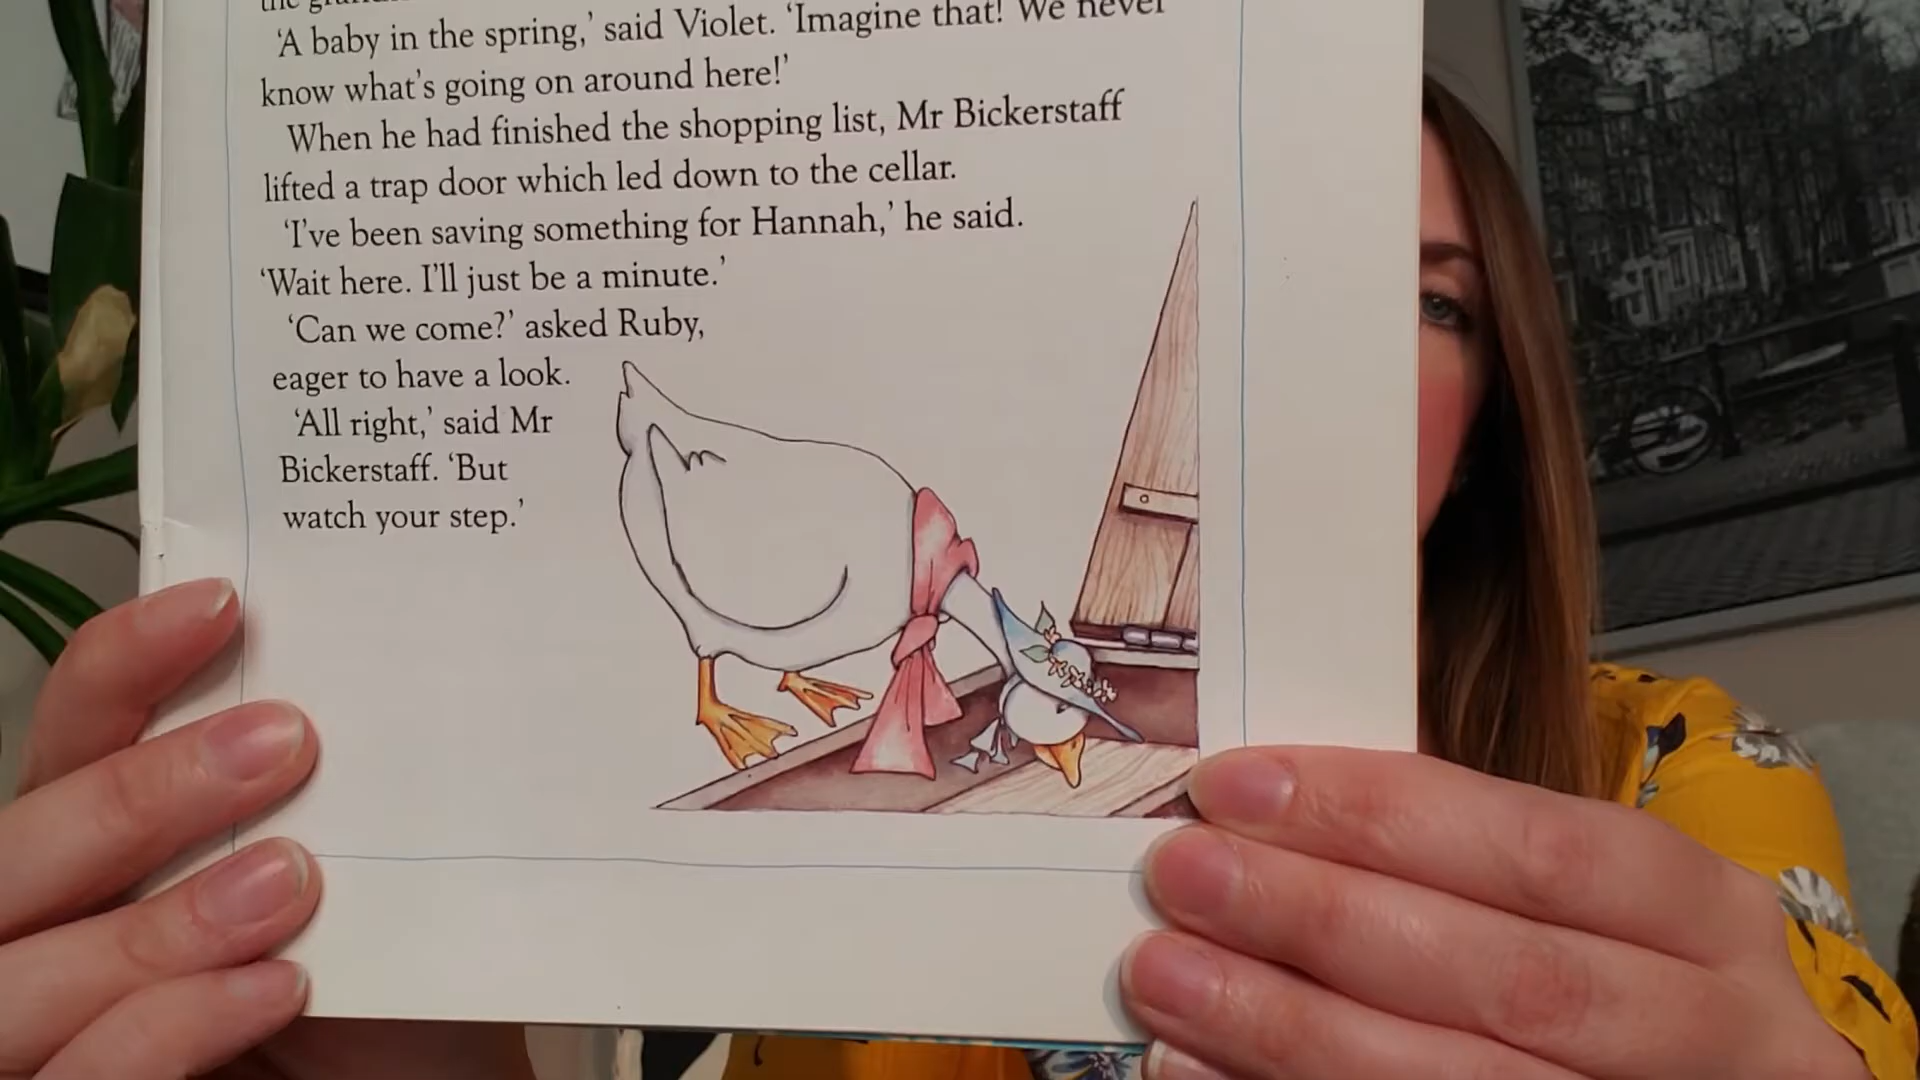 the
'A baby in the spring,' said Violet. 'Imagine that! We never
know what's going on around here!'
When he had finished the shopping list, Mr Bickerstaff
lifted a trap door which led down to the cellar.
'I've been saving something for Hannah,' he said.
'Wait here. I'll just be a minute.'
'Can we come?' asked Ruby,
eager to have a look.
'All right,' said Mr
Bickerstaff. 'But
watch your step.'